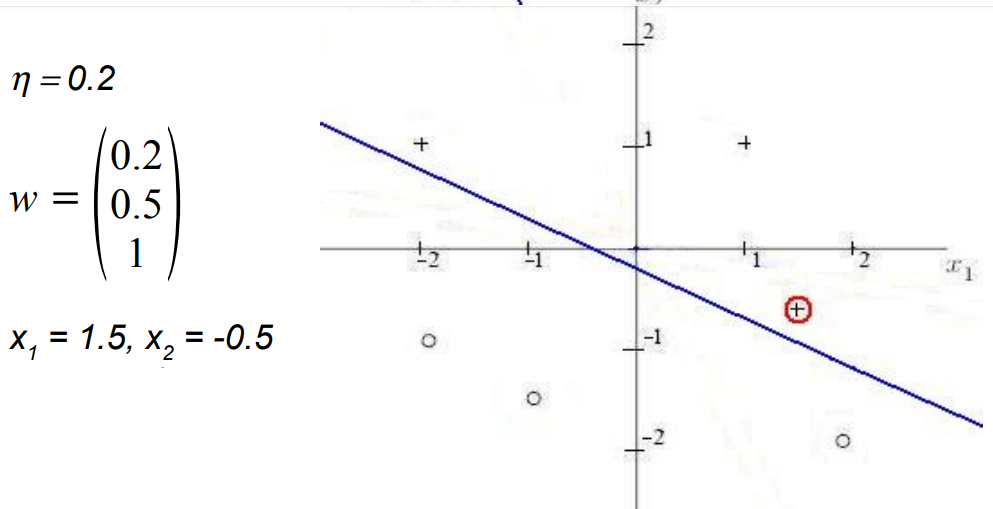 η = 0.2
w = (0.2
0.5
1)
x₁ = 1.5, x₂ = -0.5
2
1
-2 -1 1 2 x₁
-1
-2